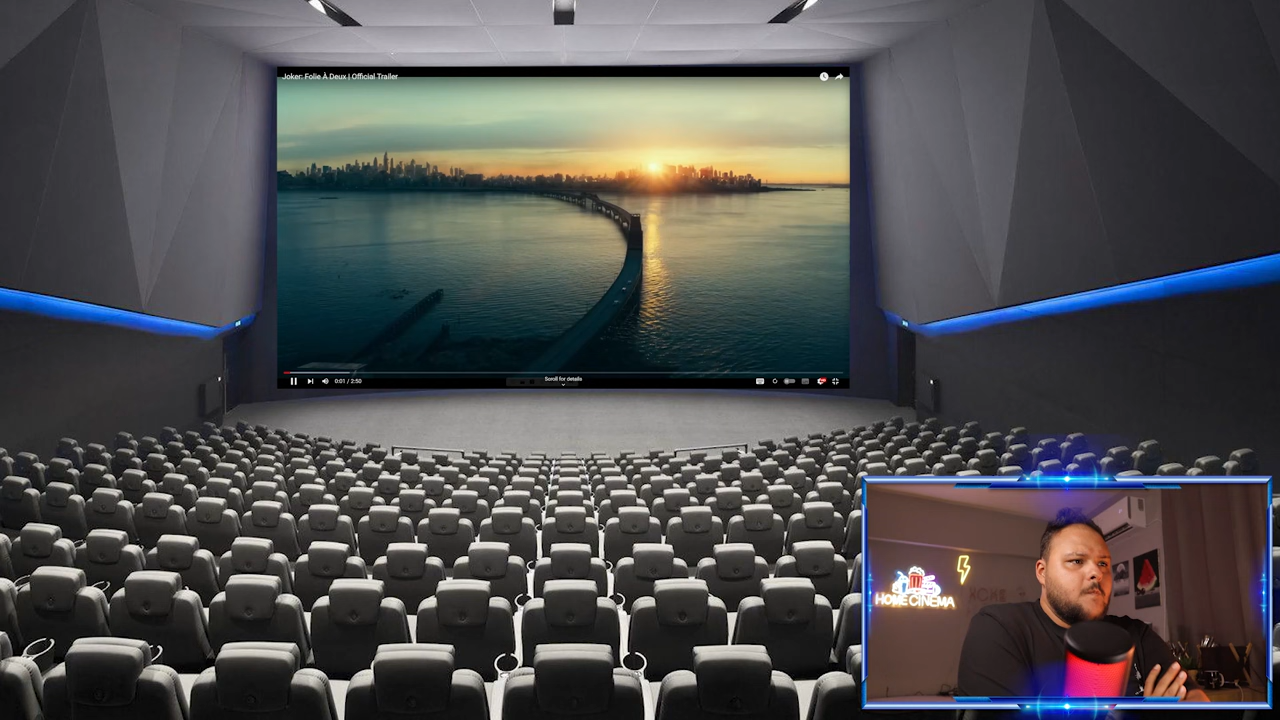 Joker: Folie À Deux | Official Trailer
0:01 / 2:50
Scroll for details
HOME CINEMA